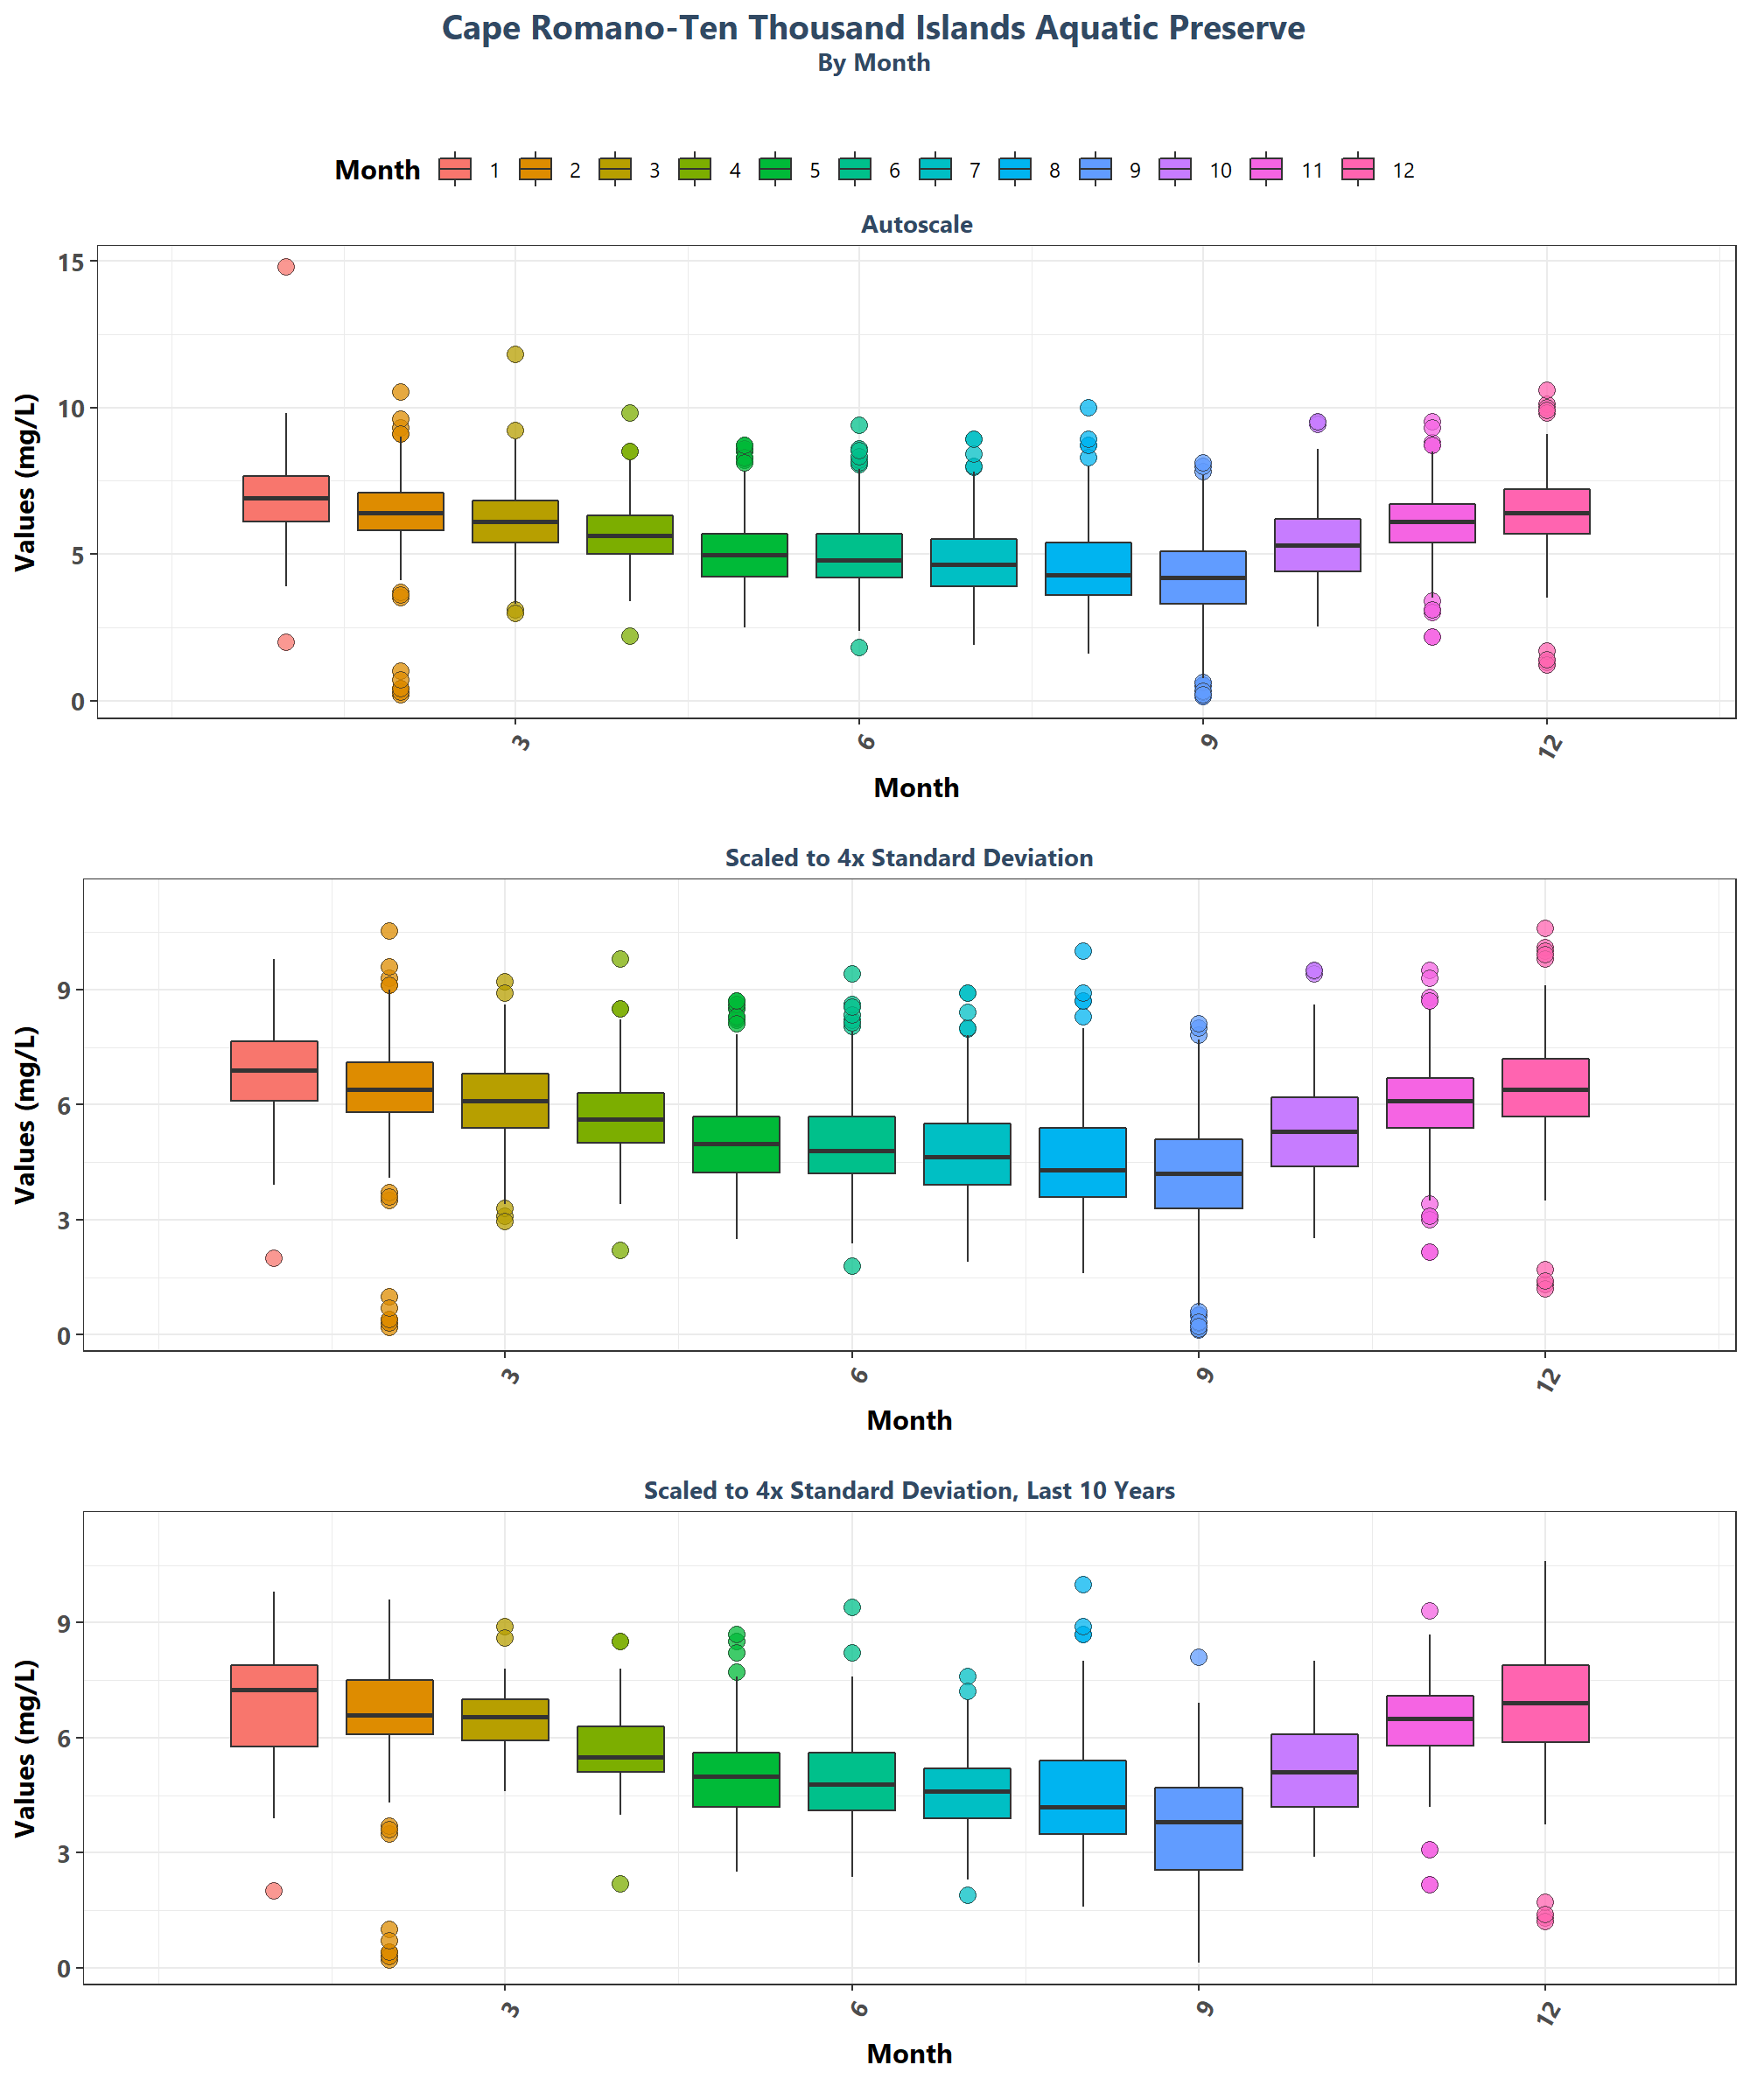 Cape Romano-Ten Thousand Islands Aquatic Preserve
By Month
Month 1 2 3 4 5 6 7 8 9 10 11 12
Autoscale
Values (mg/L)
15
10
5
0
3 6 9 12
Month
Scaled to 4x Standard Deviation
Values (mg/L)
9
6
3
0
3 6 9 12
Month
Scaled to 4x Standard Deviation, Last 10 Years
Values (mg/L)
9
6
3
0
3 6 9 12
Month